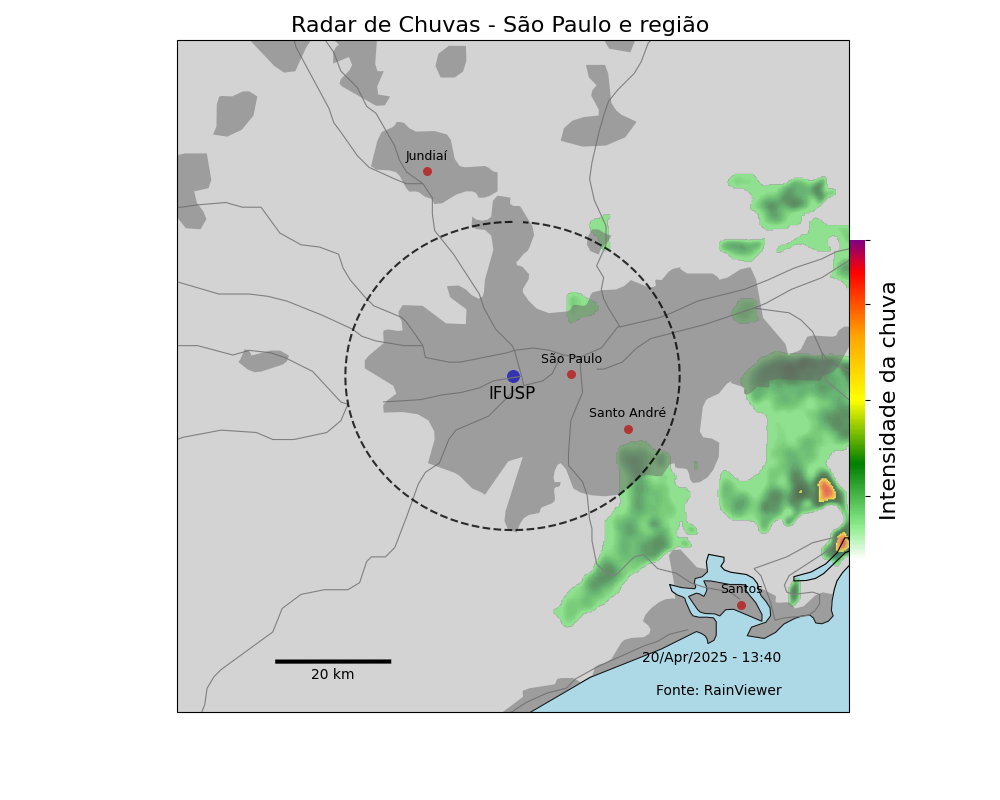 Radar de Chuvas - São Paulo e região
Jundiaí
São Paulo
IFUSP
Santo André
Intensidade da chuva
Santos
20/Apr/2025 - 13:40
20 km
Fonte: RainViewer